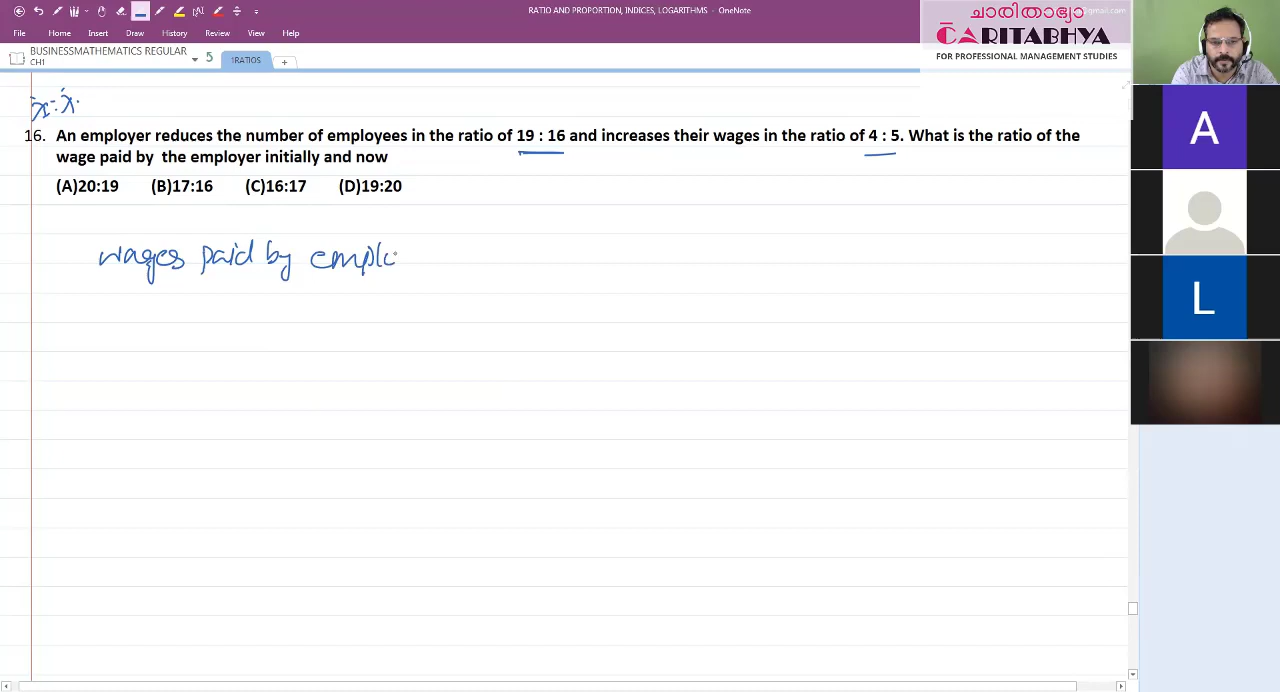 RATIO AND PROPORTION, INDICES, LOGARITHMS - OneNote
File Home Insert Draw History Review View Help
ചാരിതാഭ്യാ
@gmail.com
CARITABHYA
FOR PROFESSIONAL MANAGEMENT STUDIES
BUSINESSMATHEMATICS REGULAR
CH1
5
1RATIOS
16. An employer reduces the number of employees in the ratio of 19 : 16 and increases their wages in the ratio of 4 : 5. What is the ratio of the
wage paid by the employer initially and now
(A)20:19 (B)17:16 (C)16:17 (D)19:20
wages paid by empl
A
L